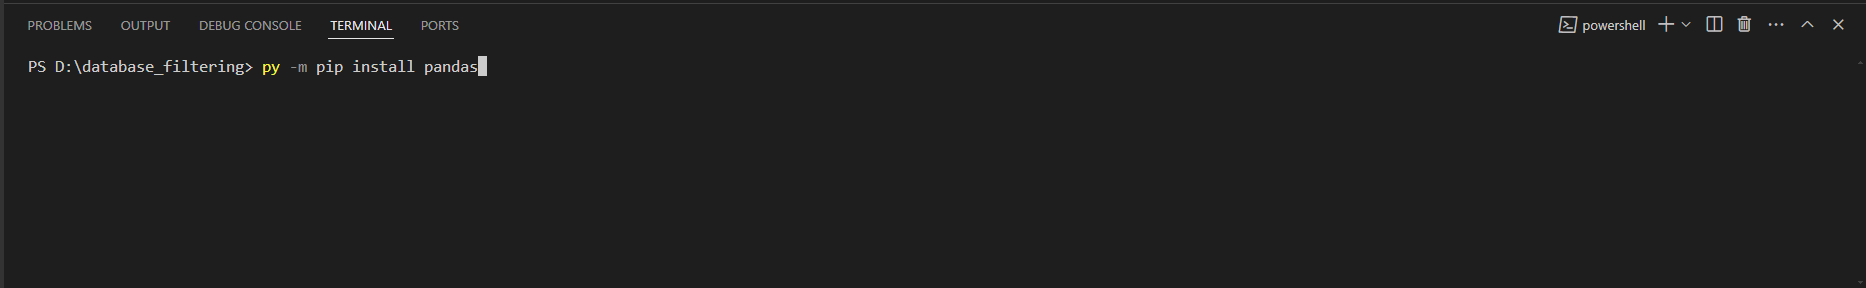 PROBLEMS OUTPUT DEBUG CONSOLE TERMINAL PORTS powershell
PS D:\database_filtering> py -m pip install pandas